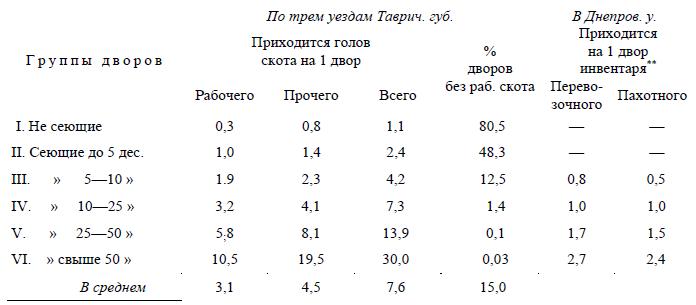 По трем уездам Таврич. губ. В Днепров. у.
Группы дворов Приходится голов скота на 1 двор % дворов без раб. скота Приходится на 1 двор инвентаря**
Рабочего Прочего Всего Перево-зочного Пахотного
I. Не сеющие 0,3 0,8 1,1 80,5 — —
II. Сеющие до 5 дес. 1,0 1,4 2,4 48,3 — —
III. » 5—10 » 1.9 2,3 4,2 12,5 0,8 0,5
IV. » 10—25 » 3,2 4,1 7,3 1,4 1,0 1,0
V. » 25—50 » 5,8 8,1 13,9 0,1 1,7 1,5
VI. » свыше 50 » 10,5 19,5 30,0 0,03 2,7 2,4
В среднем 3,1 4,5 7,6 15,0